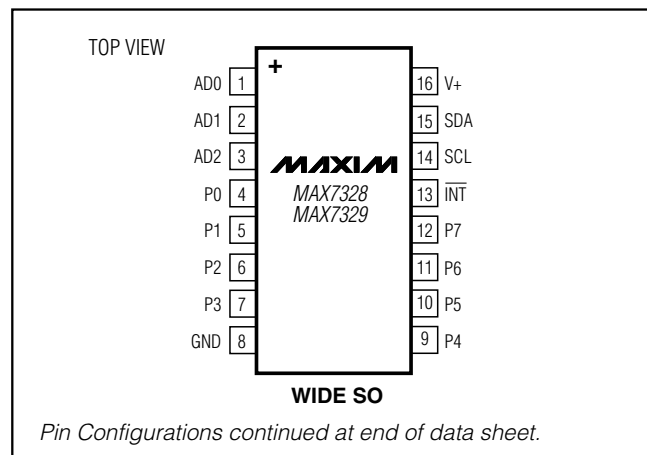 TOP VIEW
+
AD0 1 16 V+
AD1 2 15 SDA
AD2 3 14 SCL
MAXIM
P0 4 MAX7328 13 INT
MAX7329
P1 5 12 P7
P2 6 11 P6
P3 7 10 P5
GND 8 9 P4
WIDE SO
Pin Configurations continued at end of data sheet.